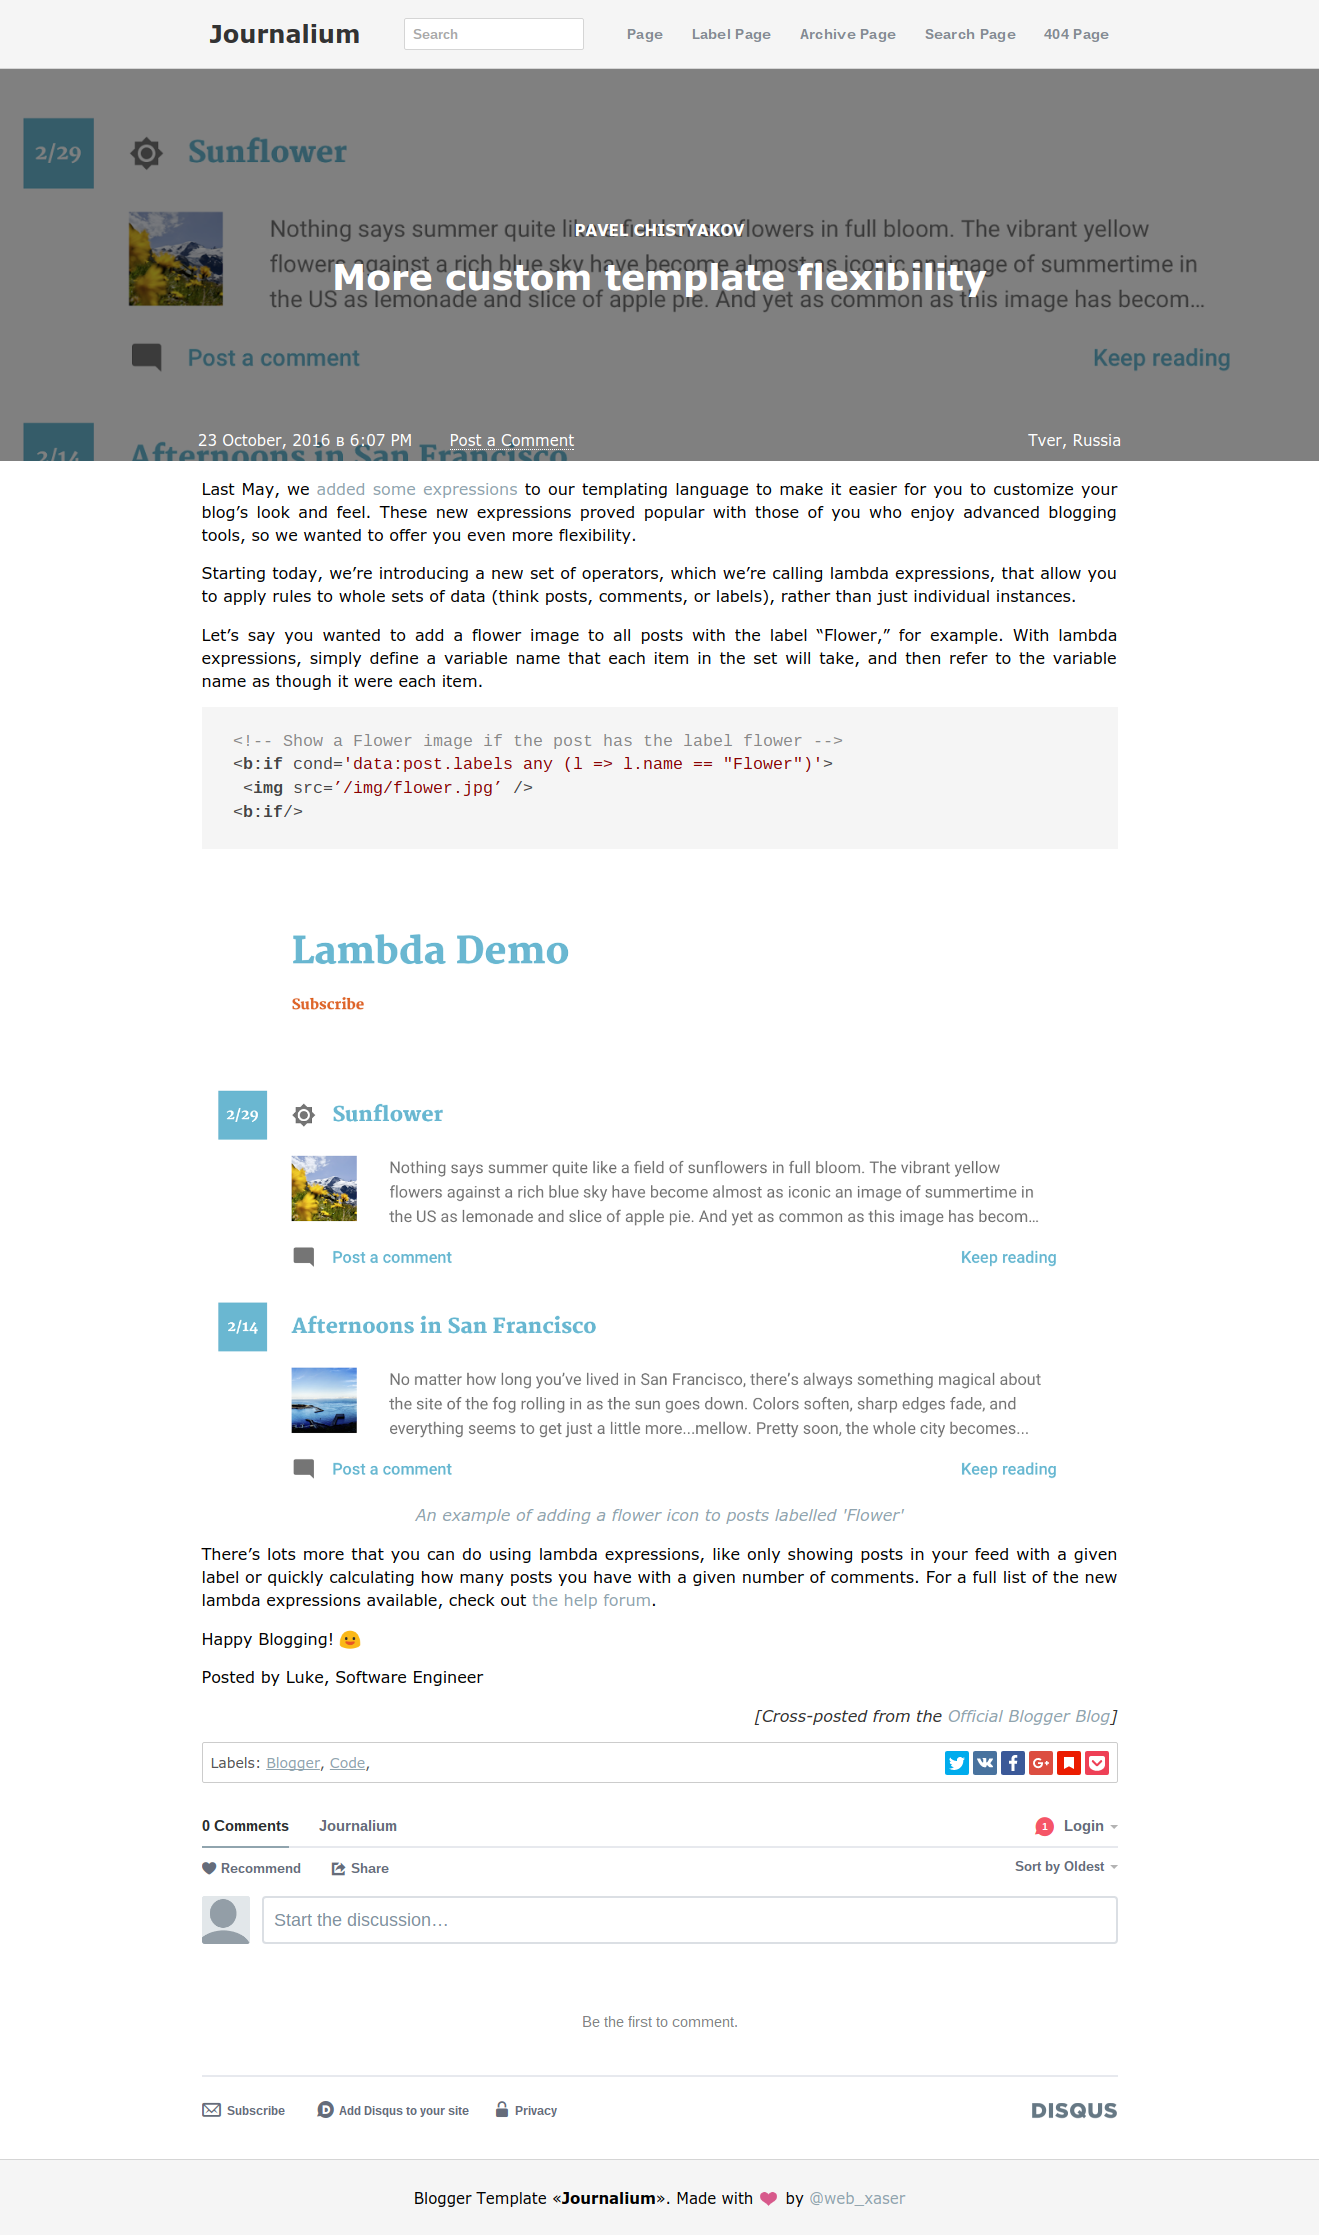 Journalium
Search
Page
Label Page
Archive Page
Search Page
404 Page
2/29
Sunflower
PAVEL CHISTYAKOV
Nothing says summer quite like a field of sunflowers in full bloom. The vibrant yellow
flowers against a rich blue sky have become almost as iconic an image of summertime in
the US as lemonade and slice of apple pie. And yet as common as this image has becom...
More custom template flexibility
Post a comment
Keep reading
2/14
Afternoons in San Francisco
23 October, 2016 в 6:07 PM
Post a Comment
Tver, Russia
Last May, we added some expressions to our templating language to make it easier for you to customize your
blog’s look and feel. These new expressions proved popular with those of you who enjoy advanced blogging
tools, so we wanted to offer you even more flexibility.
Starting today, we’re introducing a new set of operators, which we’re calling lambda expressions, that allow you
to apply rules to whole sets of data (think posts, comments, or labels), rather than just individual instances.
Let’s say you wanted to add a flower image to all posts with the label “Flower,” for example. With lambda
expressions, simply define a variable name that each item in the set will take, and then refer to the variable
name as though it were each item.
<!-- Show a Flower image if the post has the label flower -->
<b:if cond='data:post.labels any (l => l.name == "Flower")'>
<img src=’/img/flower.jpg’ />
<b:if/>
Lambda Demo
Subscribe
2/29
Sunflower
Nothing says summer quite like a field of sunflowers in full bloom. The vibrant yellow
flowers against a rich blue sky have become almost as iconic an image of summertime in
the US as lemonade and slice of apple pie. And yet as common as this image has becom...
Post a comment
Keep reading
2/14
Afternoons in San Francisco
No matter how long you’ve lived in San Francisco, there’s always something magical about
the site of the fog rolling in as the sun goes down. Colors soften, sharp edges fade, and
everything seems to get just a little more...mellow. Pretty soon, the whole city becomes...
Post a comment
Keep reading
An example of adding a flower icon to posts labelled 'Flower'
There’s lots more that you can do using lambda expressions, like only showing posts in your feed with a given
label or quickly calculating how many posts you have with a given number of comments. For a full list of the new
lambda expressions available, check out the help forum.
Happy Blogging!
Posted by Luke, Software Engineer
[Cross-posted from the Official Blogger Blog]
Labels: Blogger, Code,
0 Comments
Journalium
1
Login
Recommend
Share
Sort by Oldest
Start the discussion…
Be the first to comment.
Subscribe
Add Disqus to your site
Privacy
DISQUS
Blogger Template «Journalium». Made with ❤ by @web_xaser